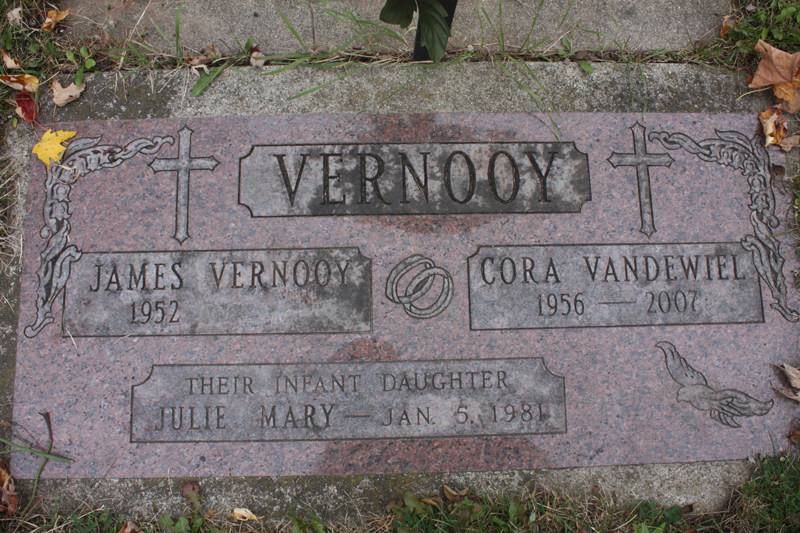 VERNOOY
JAMES VERNOOY
1952
CORA VANDEWIEL
1956 — 2007
THEIR INFANT DAUGHTER
JULIE MARY — JAN. 5, 1981